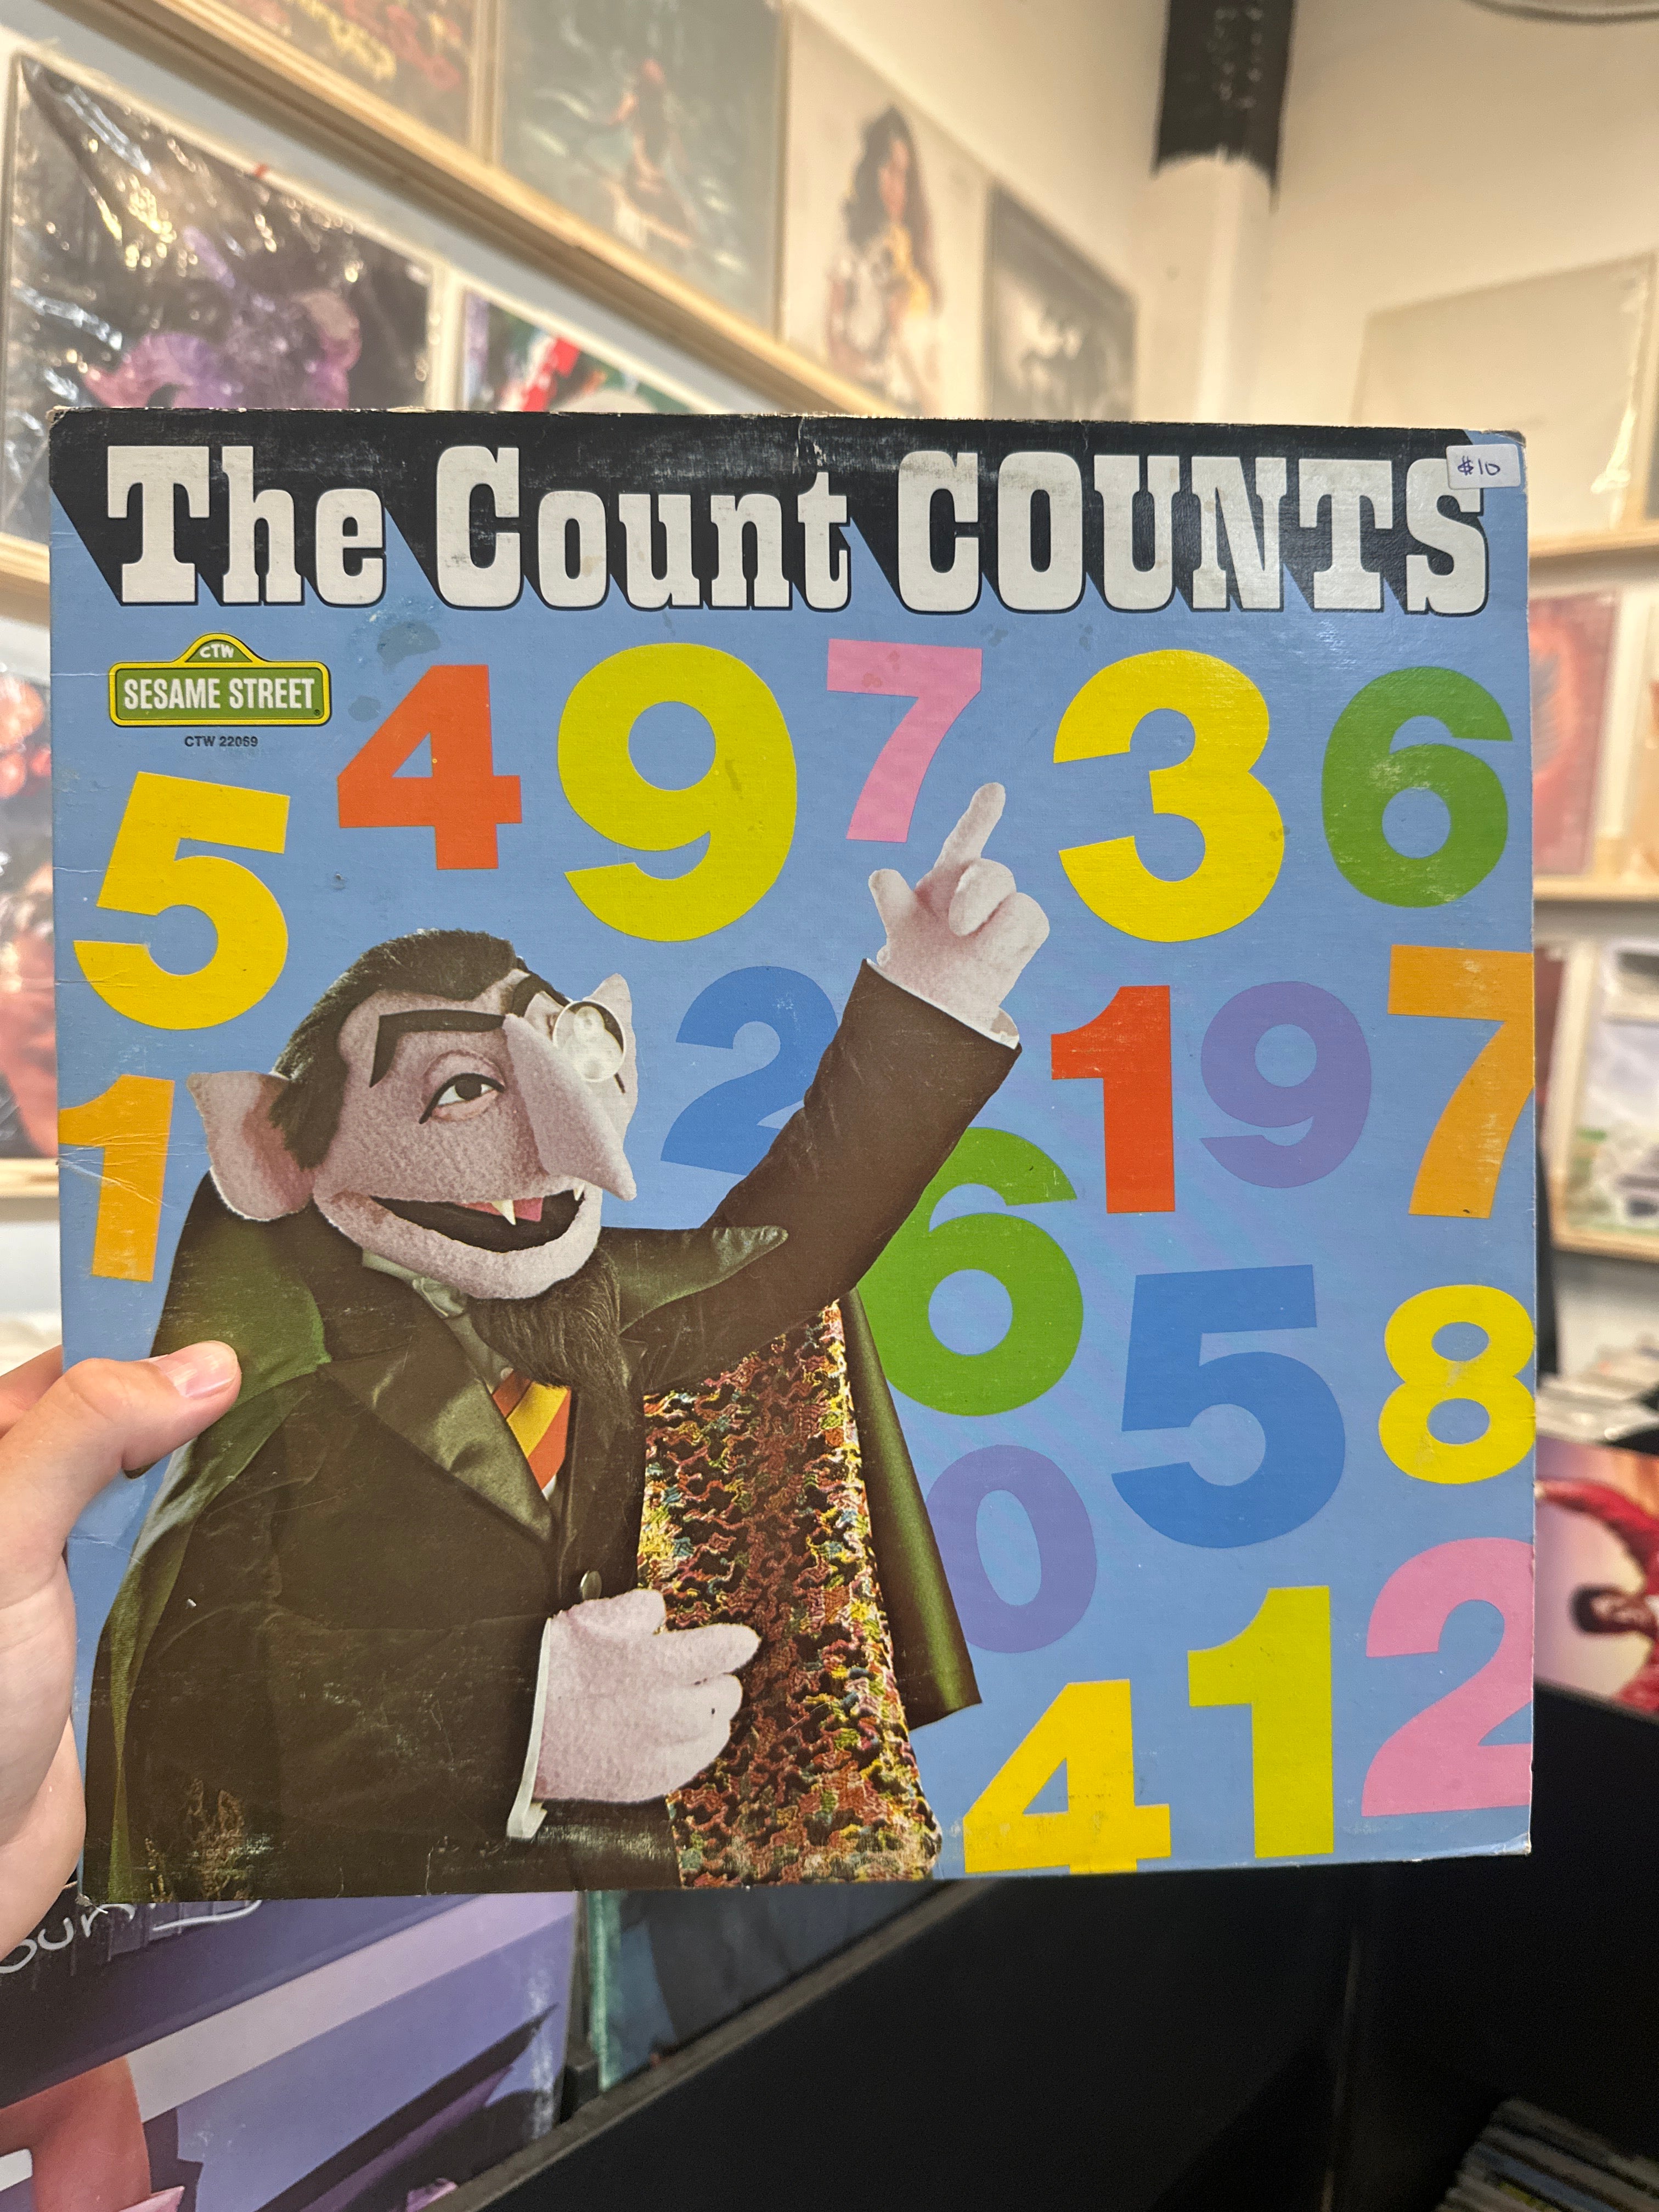 The Count COUNTS
$10
CTW
SESAME STREET
CTW 22069
4 9 7 3 6
5
2 1 9 7
1
6 5 8
0
4 1 2